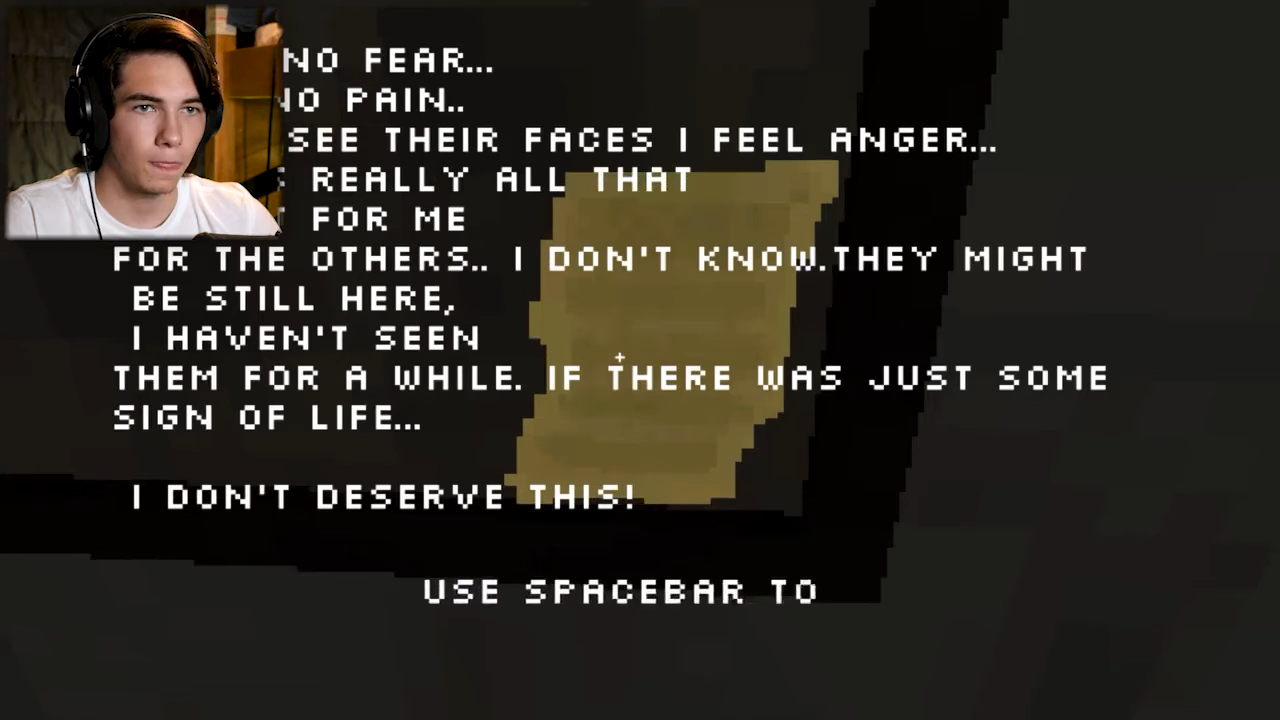 NO FEAR...
NO PAIN..
SEE THEIR FACES I FEEL ANGER...
REALLY ALL THAT
FOR ME
FOR THE OTHERS.. I DON'T KNOW.THEY MIGHT
BE STILL HERE,
I HAVEN'T SEEN
THEM FOR A WHILE. IF THERE WAS JUST SOME
SIGN OF LIFE...
I DON'T DESERVE THIS!
USE SPACEBAR TO